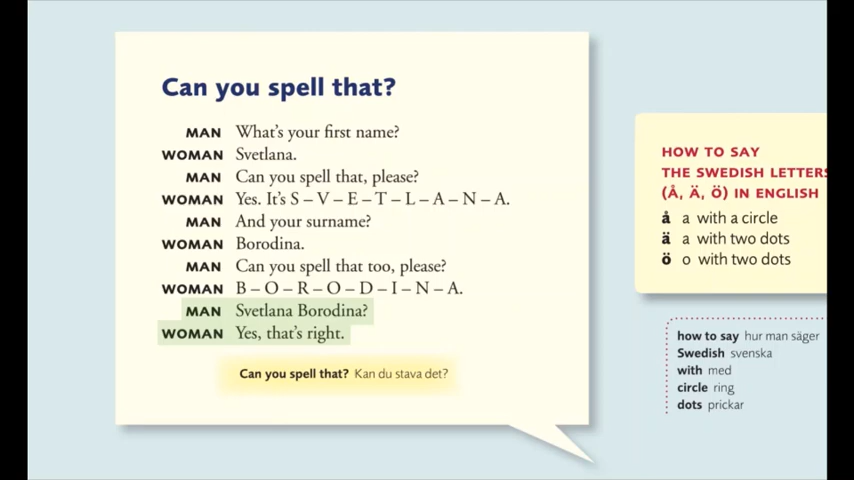 Can you spell that?
MAN What's your first name?
WOMAN Svetlana.
MAN Can you spell that, please?
WOMAN Yes. It's S – V – E – T – L – A – N – A.
MAN And your surname?
WOMAN Borodina.
MAN Can you spell that too, please?
WOMAN B – O – R – O – D – I – N – A.
MAN Svetlana Borodina?
WOMAN Yes, that's right.
Can you spell that? Kan du stava det?
HOW TO SAY
THE SWEDISH LETTERS
(Å, Ä, Ö) IN ENGLISH
å a with a circle
ä a with two dots
ö o with two dots
how to say hur man säger
Swedish svenska
with med
circle ring
dots prickar